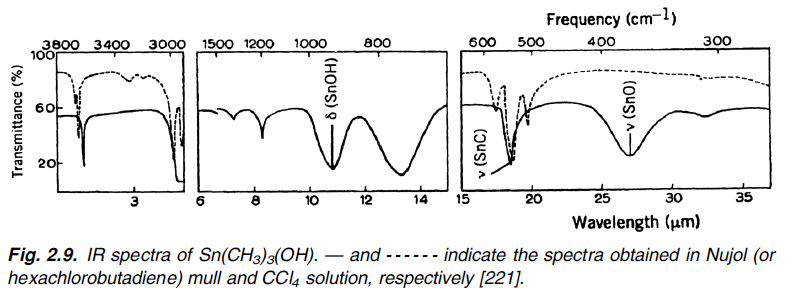 Frequency (cm⁻¹)
3800 3400 3000 1500 1200 900 800 600 500 400 300
Transmittance (%)
100
60
20
δ (SnOH)
ν (SnC)
ν (SnO)
3 6 8 10 12 14 15 20 25 30 35
Wavelength (μm)
Fig. 2.9. IR spectra of Sn(CH₃)₃(OH). — and ------ indicate the spectra obtained in Nujol (or
hexachlorobutadiene) mull and CCl₄ solution, respectively [221].